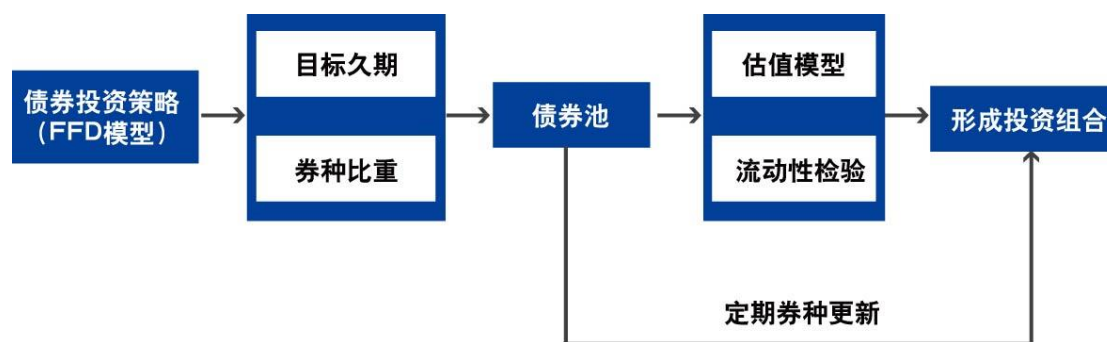 债券投资策略
(FFD模型)
目标久期
券种比重
债券池
估值模型
流动性检验
形成投资组合
定期券种更新